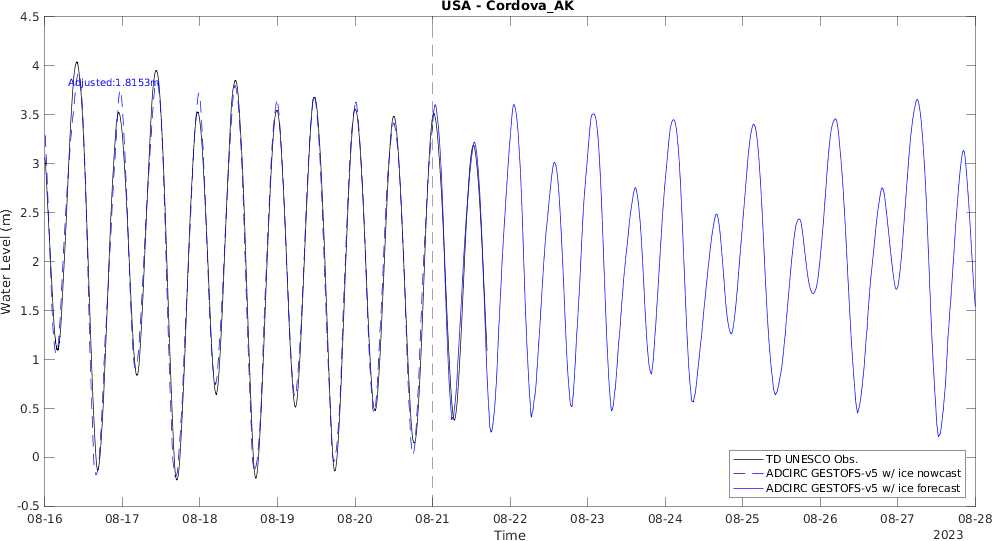 USA - Cordova_AK
4.5
4
3.5
3
2.5
2
1.5
1
0.5
0
-0.5
Water Level (m)
Adjusted:1.8153m
TD UNESCO Obs.
ADCIRC GESTOFS-v5 w/ ice nowcast
ADCIRC GESTOFS-v5 w/ ice forecast
08-16 08-17 08-18 08-19 08-20 08-21 08-22 08-23 08-24 08-25 08-26 08-27 08-28
Time
2023